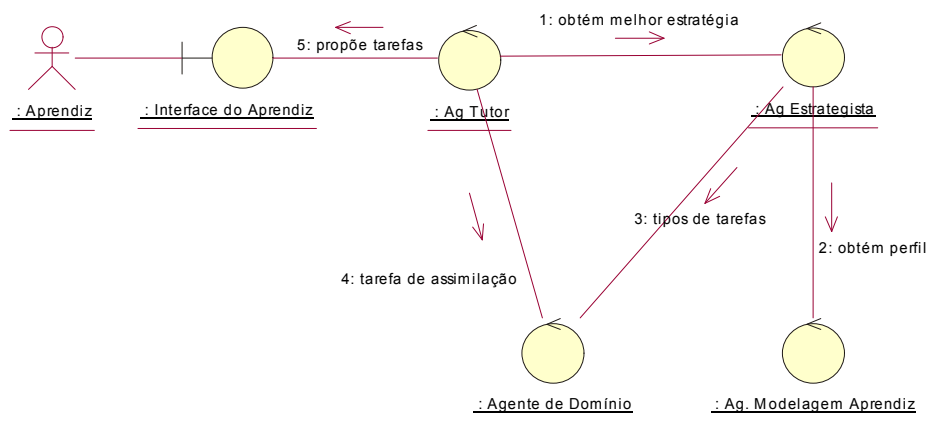 1: obtém melhor estratégia
5: propõe tarefas
: Aprendiz
: Interface do Aprendiz
: Ag Tutor
: Ag Estrategista
3: tipos de tarefas
2: obtém perfil
4: tarefa de assimilação
: Agente de Domínio
: Ag. Modelagem Aprendiz